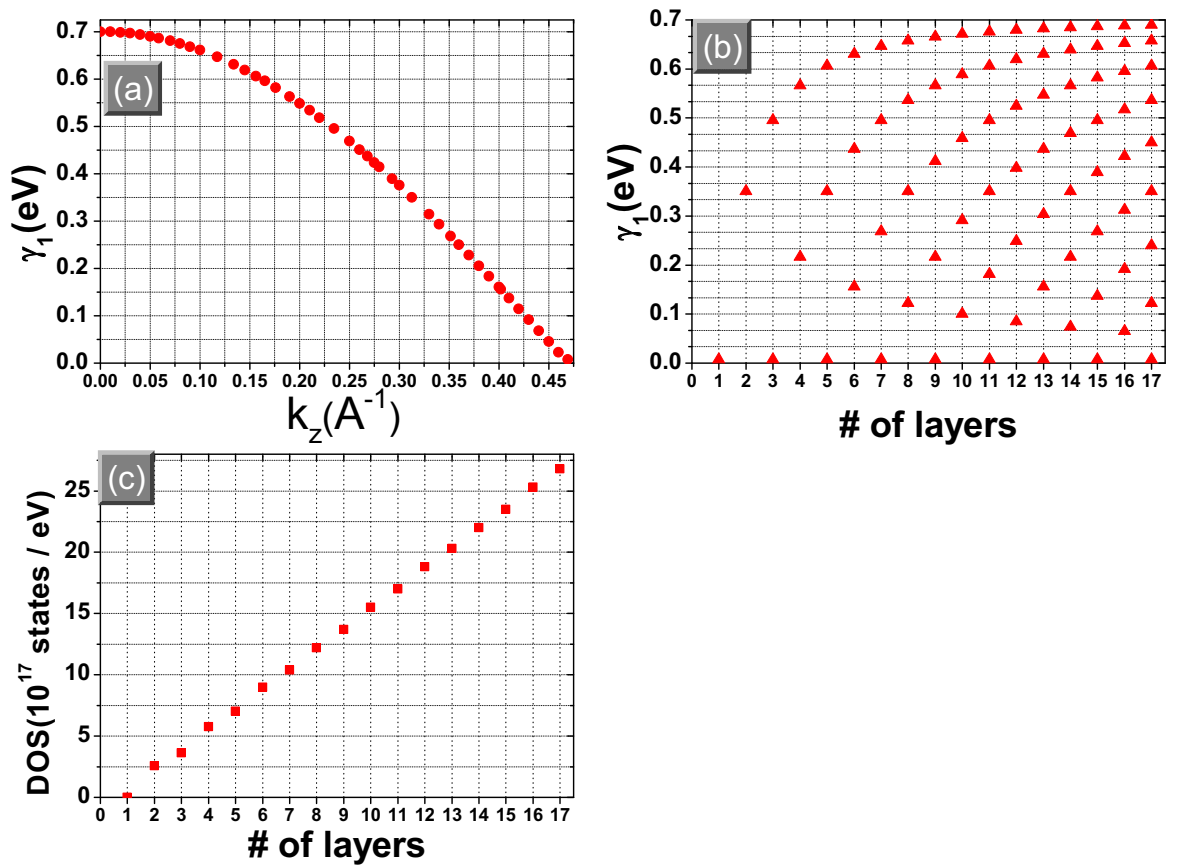 (a)
γ₁(eV)
0.7
0.6
0.5
0.4
0.3
0.2
0.1
0.0
0.00 0.05 0.10 0.15 0.20 0.25 0.30 0.35 0.40 0.45
k_z(A⁻¹)
(b)
γ₁(eV)
0.7
0.6
0.5
0.4
0.3
0.2
0.1
0.0
0 1 2 3 4 5 6 7 8 9 10 11 12 13 14 15 16 17
# of layers
(c)
DOS(10¹⁷ states / eV)
25
20
15
10
5
0
0 1 2 3 4 5 6 7 8 9 10 11 12 13 14 15 16 17
# of layers